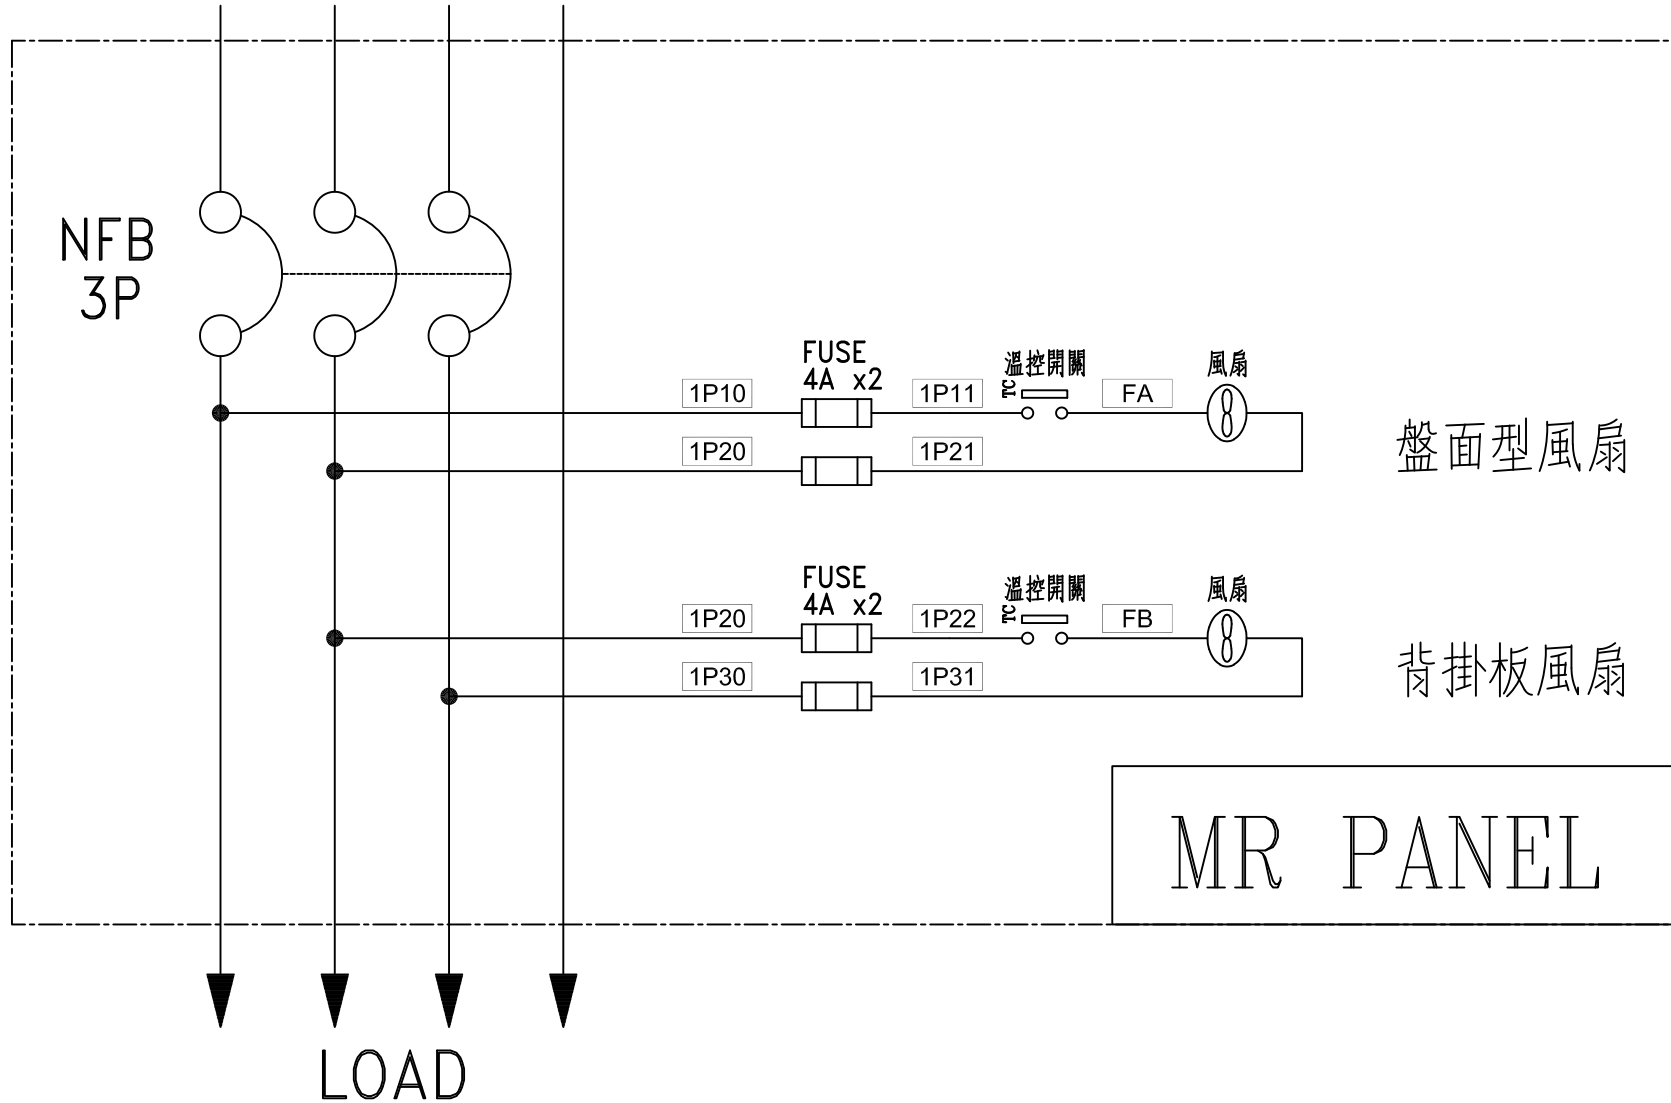 NFB
3P
FUSE
4A x2
溫控開關
風扇
1P10
1P11
TC
FA
1P20
1P21
盤面型風扇
FUSE
4A x2
溫控開關
風扇
1P20
1P22
TC
FB
1P30
1P31
背掛板風扇
MR PANEL
LOAD